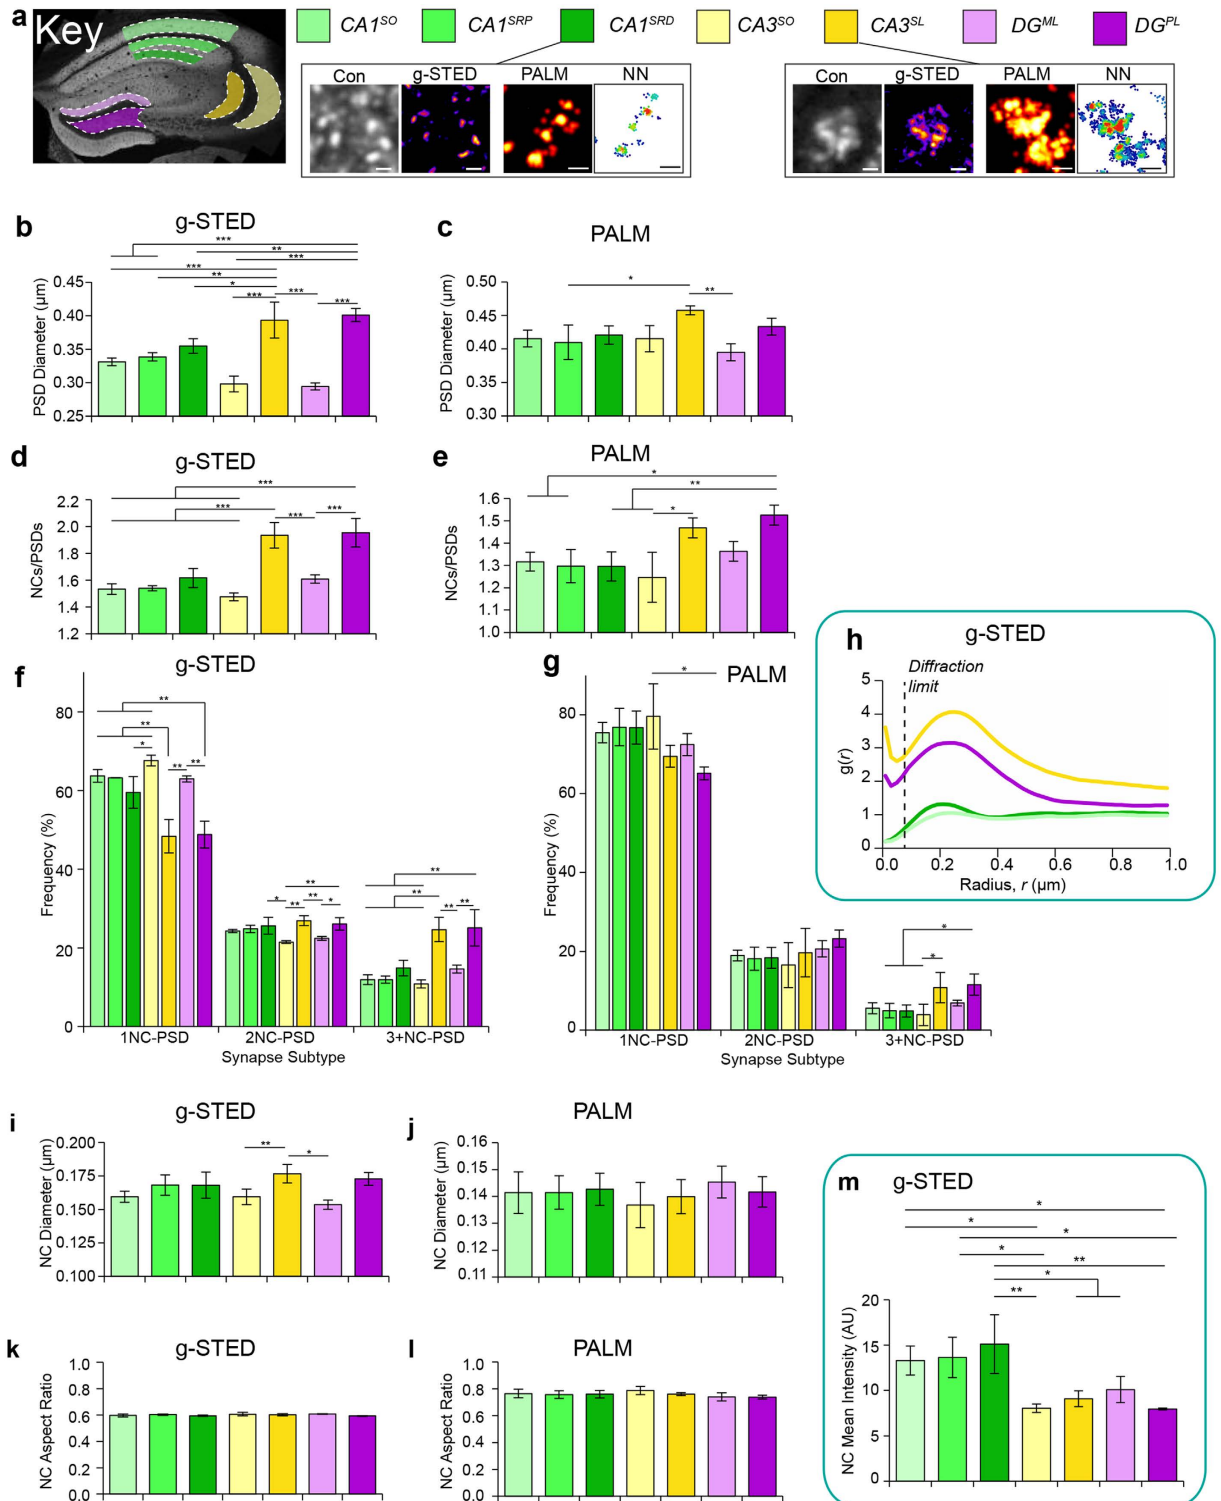 a Key CA1SO CA1SRP CA1SRD CA3SO CA3SL DGML DGPL
Con g-STED PALM NN
Con g-STED PALM NN
b g-STED
*** ** ***
*** ** * *** *** ***
PSD Diameter (µm)
0.45
0.40
0.35
0.30
0.25
c PALM
* **
PSD Diameter (µm)
0.50
0.45
0.40
0.35
0.30
d g-STED
*** *** *** ***
NCs/PSDs
2.2
2.0
1.6
1.4
1.2
e PALM
* ** *
NCs/PSDs
1.6
1.5
1.4
1.3
1.2
1.1
1.0
f g-STED
** ** * ** **
* ** ** ** *
** ** ** **
Frequency (%)
80
60
40
20
0
1NC-PSD 2NC-PSD 3+NC-PSD
Synapse Subtype
g PALM
*
* *
Frequency (%)
80
60
40
20
0
1NC-PSD 2NC-PSD 3+NC-PSD
Synapse Subtype
h g-STED
Diffraction
limit
g(r)
5
4
3
2
1
0
0.0 0.2 0.4 0.6 0.8 1.0
Radius, r (µm)
i g-STED
** *
NC Diameter (µm)
0.200
0.175
0.150
0.125
0.100
j PALM
NC Diameter (µm)
0.16
0.15
0.14
0.13
0.12
0.11
k g-STED
NC Aspect Ratio
1.0
0.8
0.6
0.4
0.2
0.0
l PALM
NC Aspect Ratio
1.0
0.8
0.6
0.4
0.2
0.0
m g-STED
*
*
*
*
**
*
**
NC Mean Intensity (AU)
20
15
10
5
0